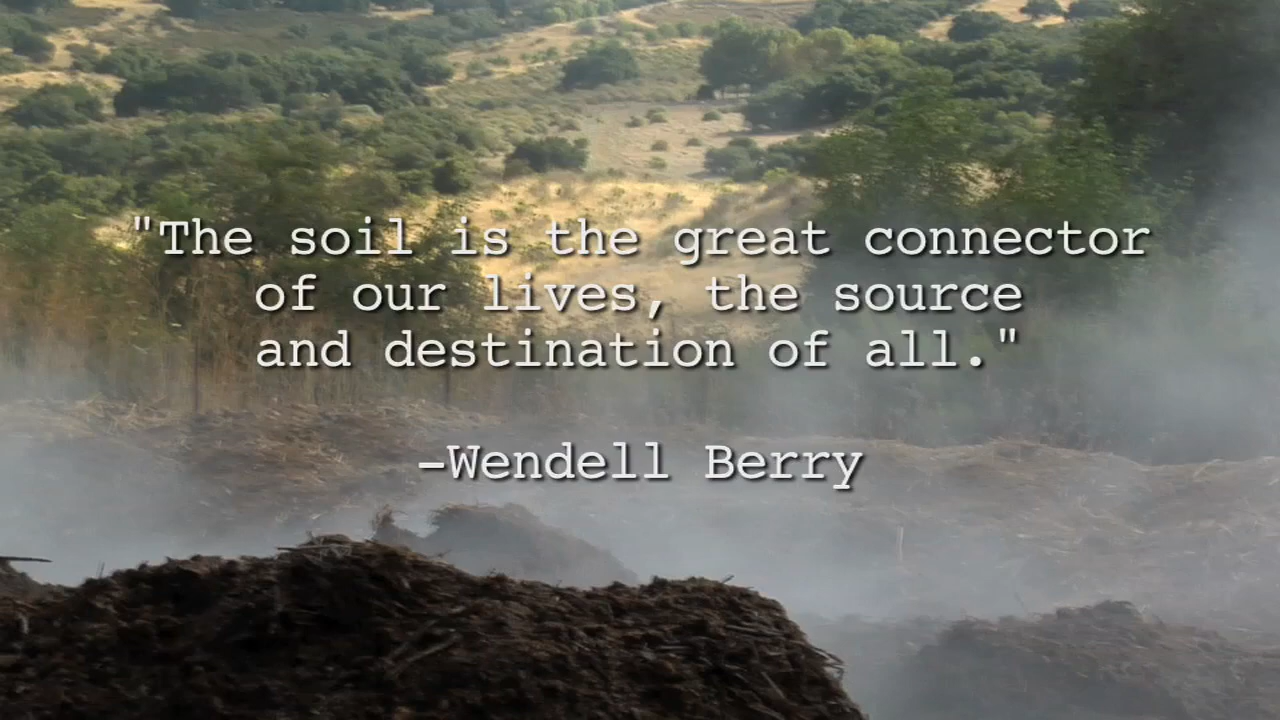 "The soil is the great connector
of our lives, the source
and destination of all."
-Wendell Berry